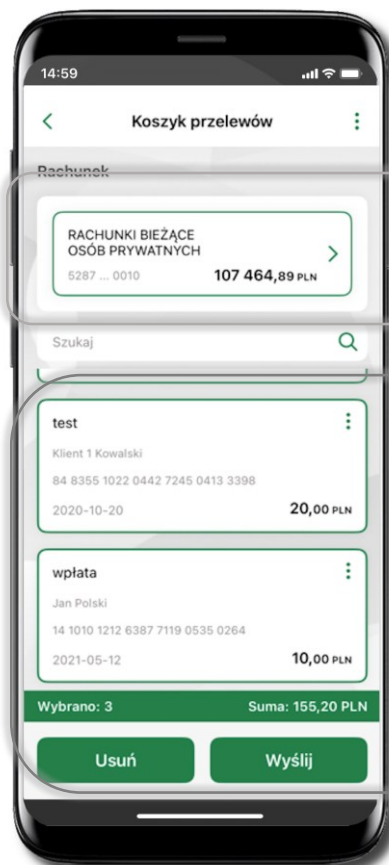 14:59
Koszyk przelewów
Rachunek
RACHUNKI BIEŻĄCE
OSÓB PRYWATNYCH
5287 ... 0010 107 464,89 PLN
Szukaj
test
Klient 1 Kowalski
84 8355 1022 0442 7245 0413 3398
2020-10-20 20,00 PLN
wpłata
Jan Polski
14 1010 1212 6387 7119 0535 0264
2021-05-12 10,00 PLN
Wybrano: 3 Suma: 155,20 PLN
Usuń Wyślij